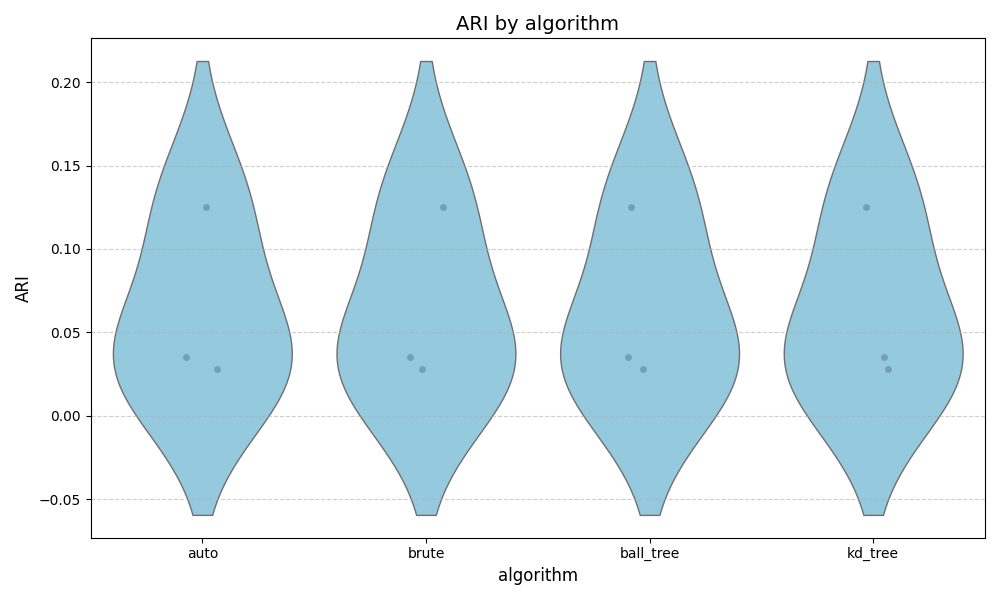 ARI by algorithm
ARI
0.20
0.15
0.10
0.05
0.00
−0.05
auto
brute
ball_tree
kd_tree
algorithm